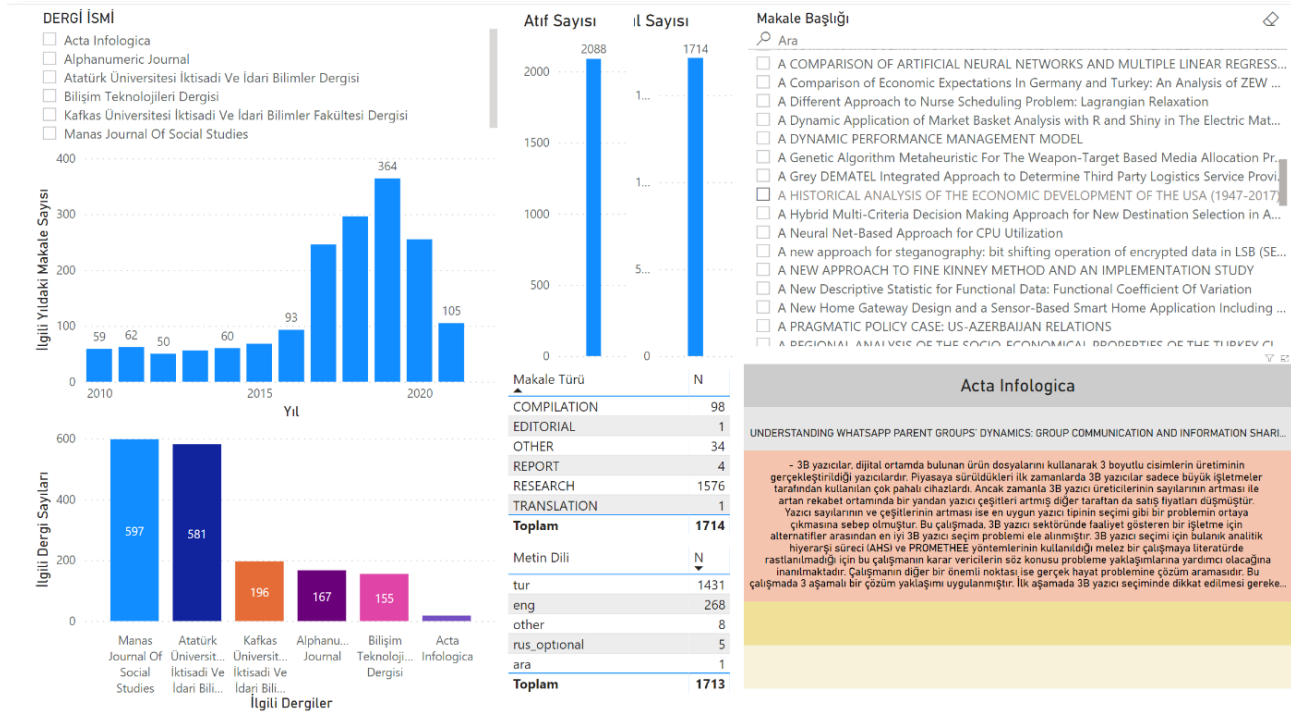 DERGİ İSMİ
Acta Infologica
Alphanumeric Journal
Atatürk Üniversitesi İktisadi Ve İdari Bilimler Dergisi
Bilişim Teknolojileri Dergisi
Kafkas Üniversitesi İktisadi Ve İdari Bilimler Fakültesi Dergisi
Manas Journal Of Social Studies
İlgili Yıldaki Makale Sayısı
400
300
200
100
0
59
62
50
60
93
364
105
2010
2015
2020
Yıl
İlgili Dergi Sayıları
600
400
200
0
597
581
196
167
155
Manas Journal Of Social Studies
Atatürk Üniversit... İktisadi Ve İdari Bili...
Kafkas Üniversit... İktisadi Ve İdari Bili...
Alphanu... Journal
Bilişim Teknoloji... Dergisi
Acta Infologica
İlgili Dergiler
Atıf Sayısı
2088
2000
1500
1000
500
0
ıl Sayısı
1714
1...
1...
5...
0
Makale Türü N
COMPILATION 98
EDITORIAL 1
OTHER 34
REPORT 4
RESEARCH 1576
TRANSLATION 1
Toplam 1714
Metin Dili N
tur 1431
eng 268
other 8
rus_optıonal 5
ara 1
Toplam 1713
Makale Başlığı
Ara
A COMPARISON OF ARTIFICIAL NEURAL NETWORKS AND MULTIPLE LINEAR REGRESS...
A Comparison of Economic Expectations In Germany and Turkey: An Analysis of ZEW ...
A Different Approach to Nurse Scheduling Problem: Lagrangian Relaxation
A Dynamic Application of Market Basket Analysis with R and Shiny in The Electric Mat...
A DYNAMIC PERFORMANCE MANAGEMENT MODEL
A Genetic Algorithm Metaheuristic For The Weapon-Target Based Media Allocation Pr...
A Grey DEMATEL Integrated Approach to Determine Third Party Logistics Service Provi...
A HISTORICAL ANALYSIS OF THE ECONOMIC DEVELOPMENT OF THE USA (1947-2017)
A Hybrid Multi-Criteria Decision Making Approach for New Destination Selection in A...
A Neural Net-Based Approach for CPU Utilization
A new approach for steganography: bit shifting operation of encrypted data in LSB (SE...
A NEW APPROACH TO FINE KINNEY METHOD AND AN IMPLEMENTATION STUDY
A New Descriptive Statistic for Functional Data: Functional Coefficient Of Variation
A New Home Gateway Design and a Sensor-Based Smart Home Application Including ...
A PRAGMATIC POLICY CASE: US-AZERBAIJAN RELATIONS
A REGIONAL ANALYSIS OF THE SOCIO-ECONOMICAL PROPERTIES OF THE TURKEY CI...
Acta Infologica
UNDERSTANDING WHATSAPP PARENT GROUPS' DYNAMICS: GROUP COMMUNICATION AND INFORMATION SHARI...
- 3B yazıcılar, dijital ortamda bulunan ürün dosyalarını kullanarak 3 boyutlu cisimlerin üretiminin
gerçekleştirildiği yazıcılardır. Piyasaya sürüldükleri ilk zamanlarda 3B yazıcılar sadece büyük işletmeler
tarafından kullanılan çok pahalı cihazlardı. Ancak zamanla 3B yazıcı üreticilerinin sayılarının artması ile
artan rekabet ortamında bir yandan yazıcı çeşitleri artmış diğer taraftan da satış fiyatları düşmüştür.
Yazıcı sayılarının ve çeşitlerinin artması ise en uygun yazıcı tipinin seçimi gibi bir problemin ortaya
çıkmasına sebep olmuştur. Bu çalışmada, 3B yazıcı sektöründe faaliyet gösteren bir işletme için
alternatifler arasından en iyi 3B yazıcı seçim problemi ele alınmıştır. 3B yazıcı seçimi için bulanık analitik
hiyerarşi süreci (AHS) ve PROMETHEE yöntemlerinin kullanıldığı melez bir çalışmaya literatürde
rastlanılmadığı için bu çalışmanın karar vericilerin söz konusu probleme yaklaşımlarına yardımcı olacağına
inanılmaktadır. Çalışmanın diğer bir önemli noktası ise gerçek hayat problemine çözüm aramasıdır. Bu
çalışmada 3 aşamalı bir çözüm yaklaşımı uygulanmıştır. İlk aşamada 3B yazıcı seçiminde dikkat edilmesi gereke...